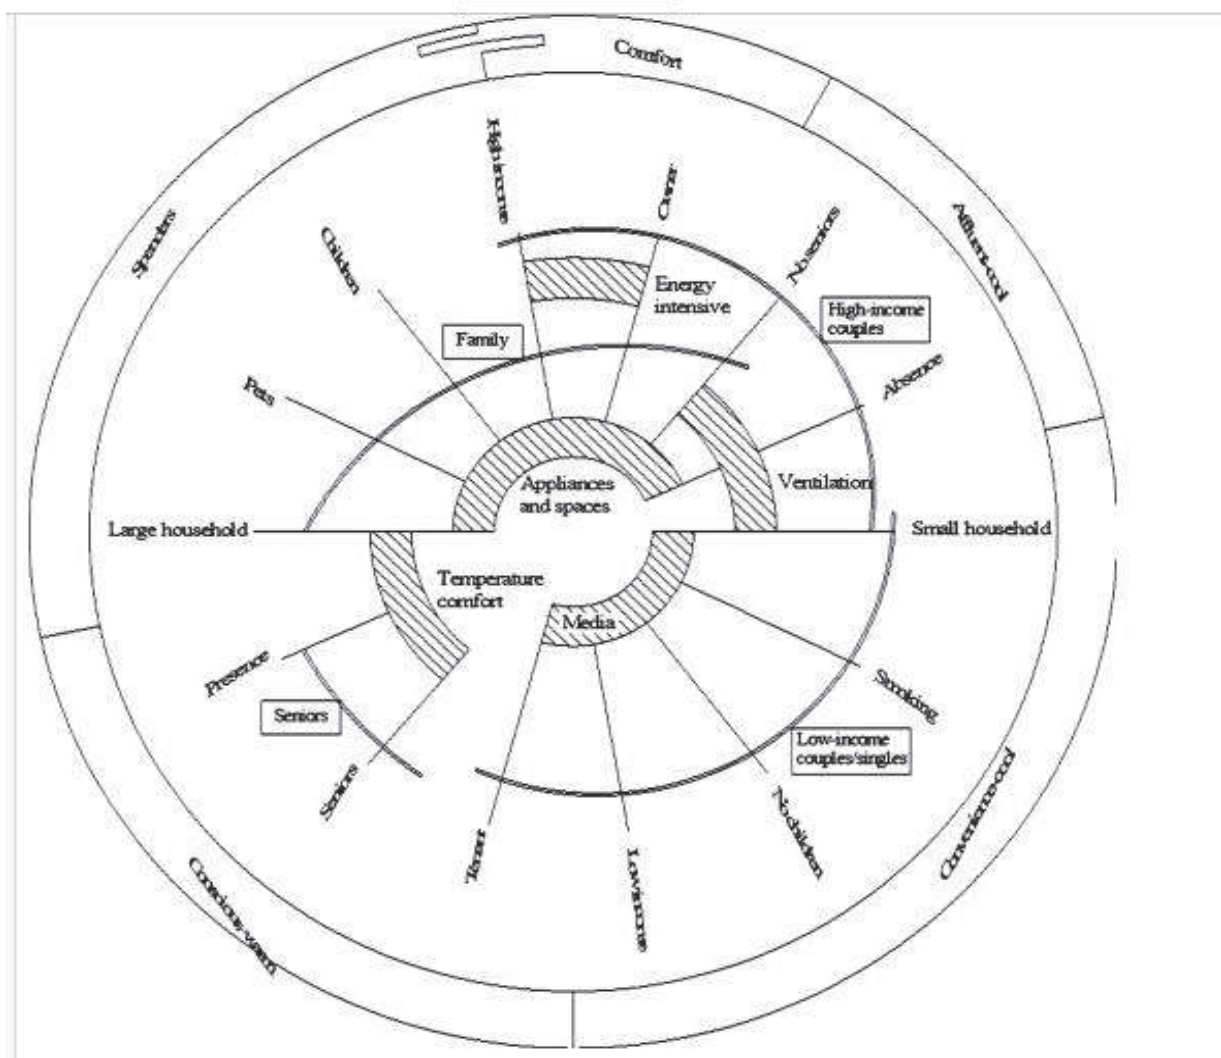 Comfort
High-income
Owner
Spenders
Children
No seniors
Affluent-cool
Energy
intensive
High-income
couples
Family
Pets
Absence
Appliances
and spaces
Ventilation
Large household
Small household
Temperature
comfort
Media
Presence
Smoking
Seniors
Low-income
couples/singles
Seniors
No children
Tenant
Low income
Convenience-cool
Conscious-warm